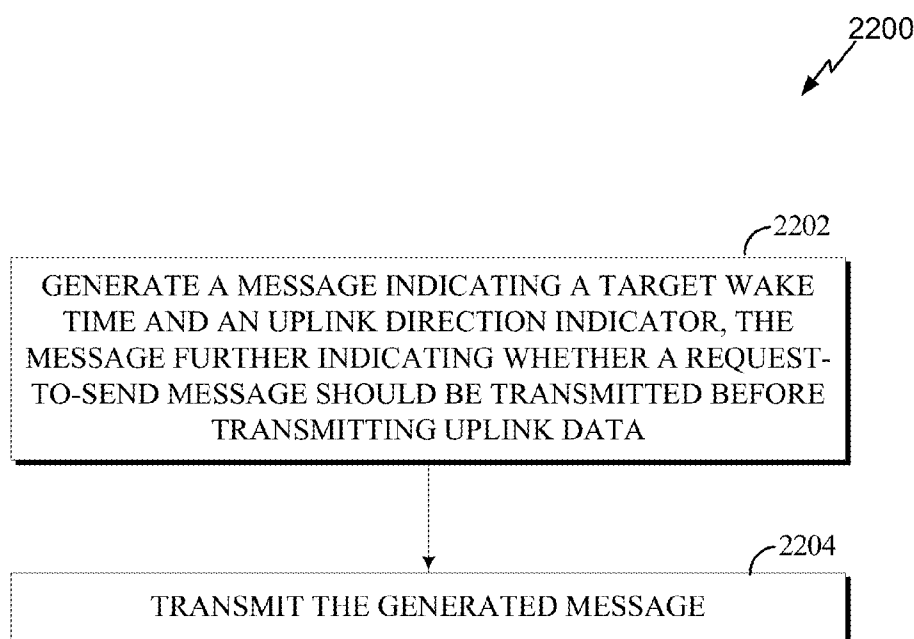 2200
2202
GENERATE A MESSAGE INDICATING A TARGET WAKE
TIME AND AN UPLINK DIRECTION INDICATOR, THE
MESSAGE FURTHER INDICATING WHETHER A REQUEST-
TO-SEND MESSAGE SHOULD BE TRANSMITTED BEFORE
TRANSMITTING UPLINK DATA
2204
TRANSMIT THE GENERATED MESSAGE